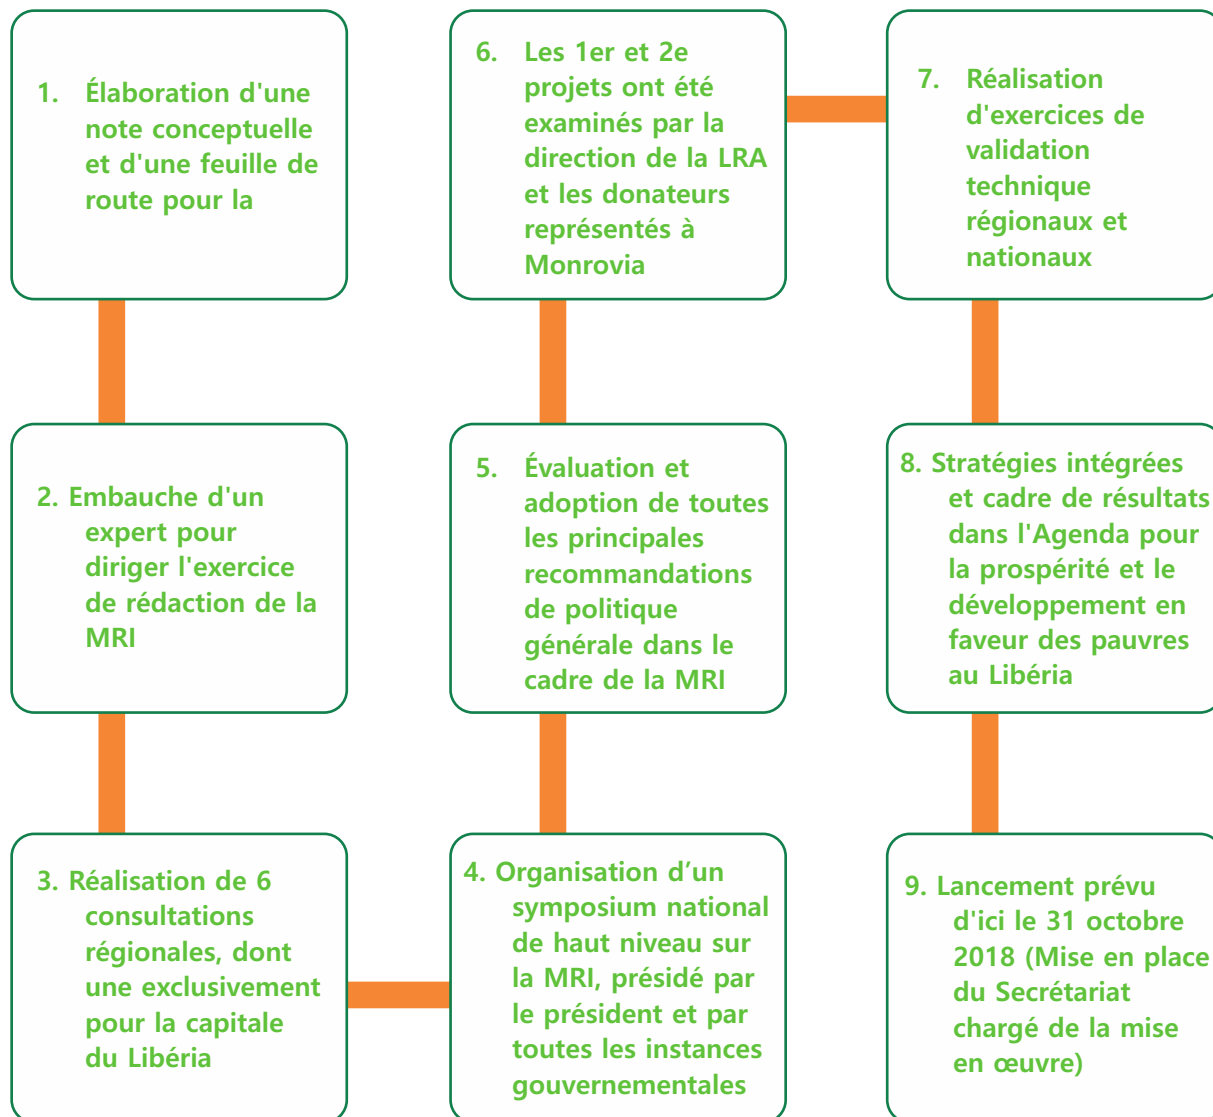 1. Élaboration d'une
note conceptuelle
et d'une feuille de
route pour la
2. Embauche d'un
expert pour
diriger l'exercice
de rédaction de la
MRI
3. Réalisation de 6
consultations
régionales, dont
une exclusivement
pour la capitale
du Libéria
4. Organisation d’un
symposium national
de haut niveau sur
la MRI, présidé par
le président et par
toutes les instances
gouvernementales
5. Évaluation et
adoption de toutes
les principales
recommandations
de politique
générale dans le
cadre de la MRI
6. Les 1er et 2e
projets ont été
examinés par la
direction de la LRA
et les donateurs
représentés à
Monrovia
7. Réalisation
d'exercices de
validation
technique
régionaux et
nationaux
8. Stratégies intégrées
et cadre de résultats
dans l'Agenda pour
la prospérité et le
développement en
faveur des pauvres
au Libéria
9. Lancement prévu
d'ici le 31 octobre
2018 (Mise en place
du Secrétariat
chargé de la mise
en œuvre)